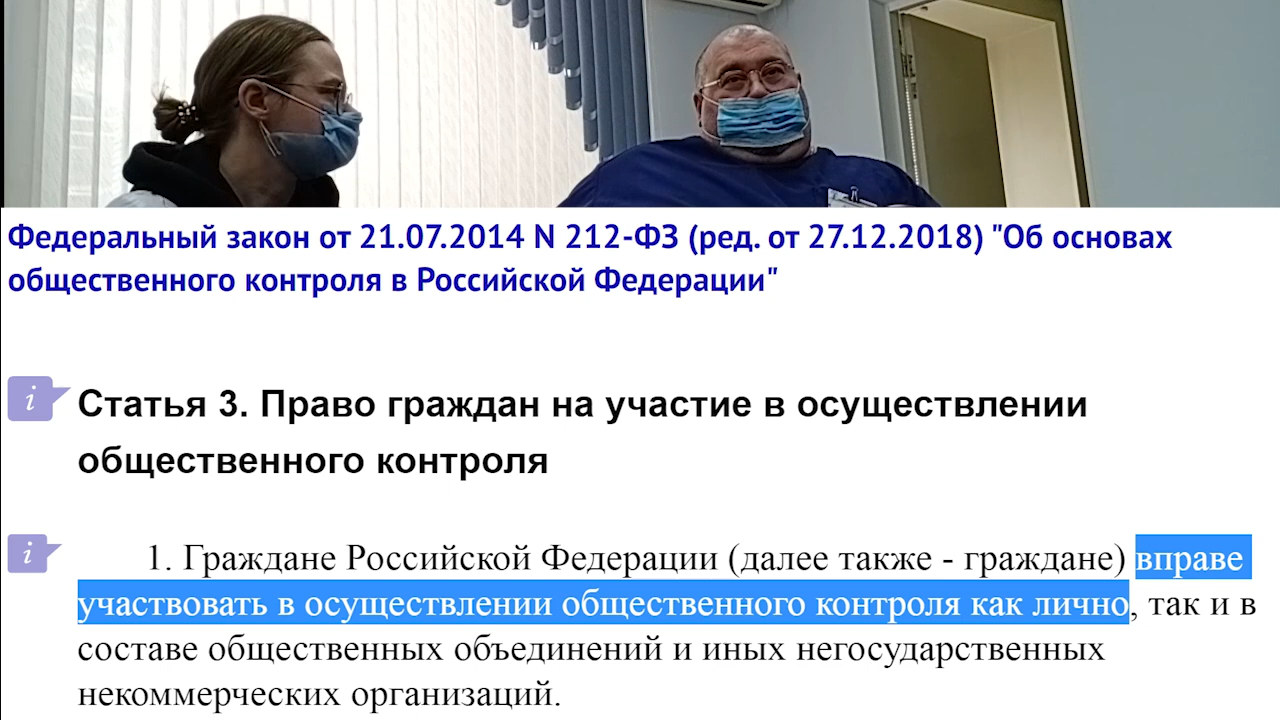 Федеральный закон от 21.07.2014 N 212-ФЗ (ред. от 27.12.2018) "Об основах
общественного контроля в Российской Федерации"
Статья 3. Право граждан на участие в осуществлении
общественного контроля
1. Граждане Российской Федерации (далее также - граждане) вправе
участвовать в осуществлении общественного контроля как лично, так и в
составе общественных объединений и иных негосударственных
некоммерческих организаций.